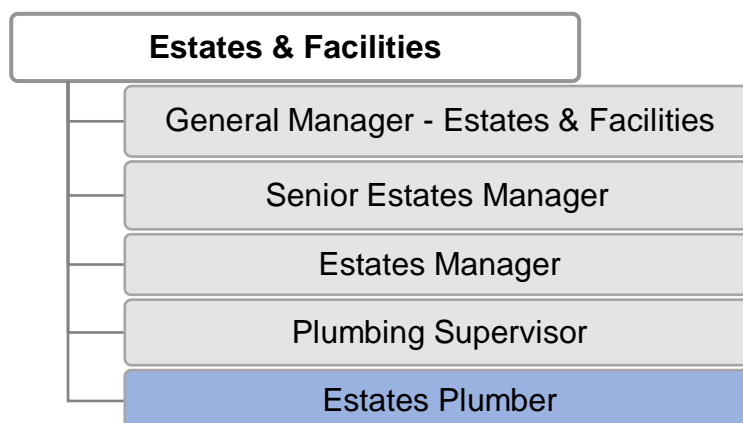 Estates & Facilities
General Manager - Estates & Facilities
Senior Estates Manager
Estates Manager
Plumbing Supervisor
Estates Plumber